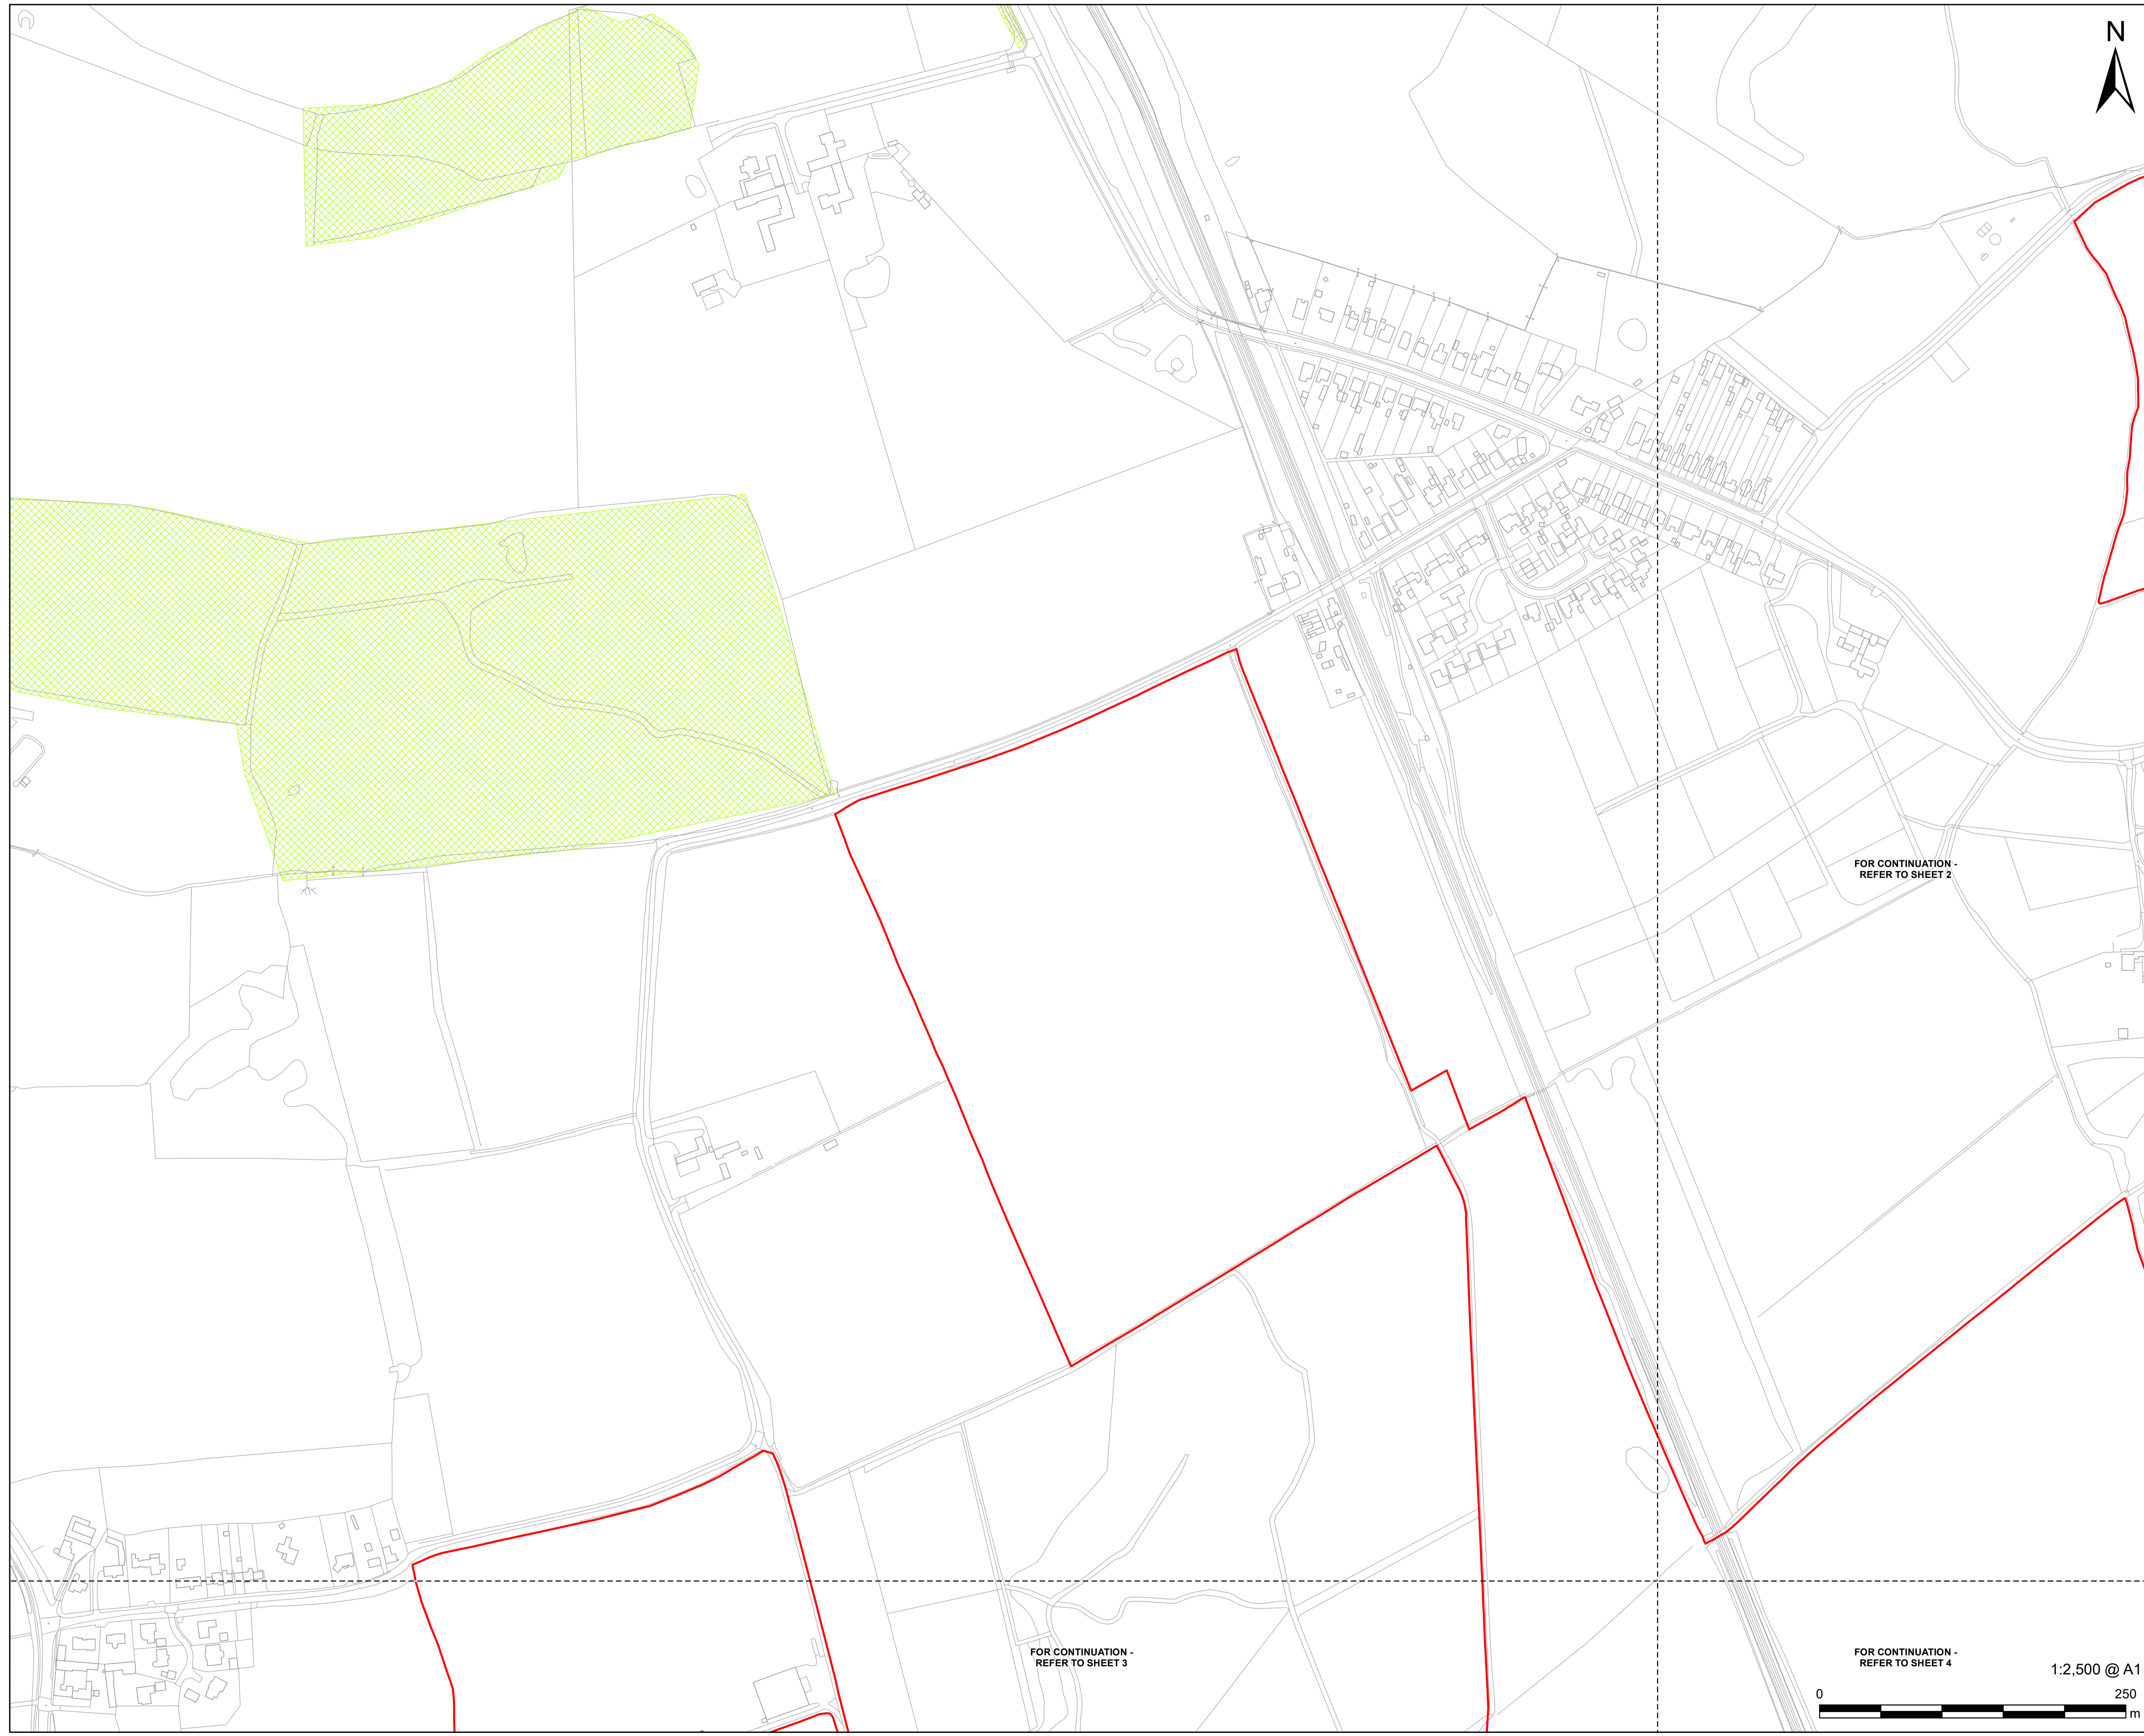 N
FOR CONTINUATION -
REFER TO SHEET 2
FOR CONTINUATION -
REFER TO SHEET 3
FOR CONTINUATION -
REFER TO SHEET 4
1:2,500 @ A1
0 250
m